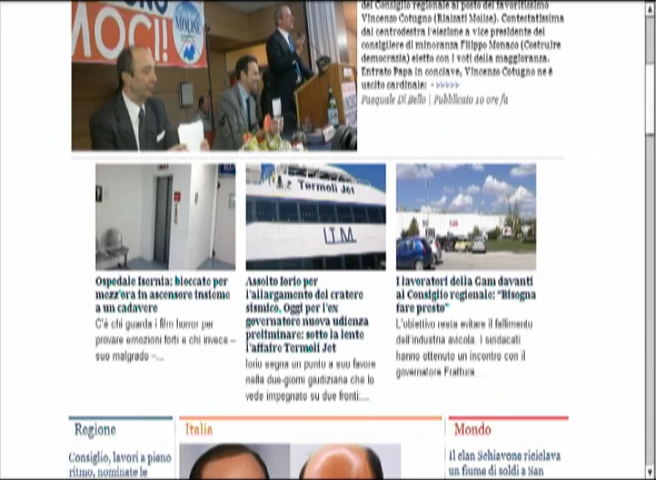 MOCI!
MOLISE
del Consiglio regionale al posto del favoritissimo
Vincenzo Cotugno (Rialzati Molise). Contestatissima
dal centrodestra l'elezione a vice presidente del
consigliere di minoranza Filippo Monaco (Costruire
democrazia) eletto con i voti della maggioranza.
Entrato Papa in conclave, Vincenzo Cotugno ne è
uscito cardinale: - »»»»
Pasquale Di Bello | Pubblicato 10 ore fa
Termoli Jet
I.T.M.
Ospedale Isernia: bloccate per
mezz'ora in ascensore insieme
a un cadavere
C'è chi guarda i film horror per
provare emozioni forti e chi invece –
suo malgrado –...
Assolto Iorio per
l'allargamento del cratere
sismico. Oggi per l'ex
governatore nuova udienza
preliminare: sotto la lente
l'affaire Termoli Jet
Iorio segna un punto a suo favore
nella due-giorni giudiziaria che lo
vede impegnato su due fronti:...
I lavoratori della Gam davanti
al Consiglio regionale: "Bisogna
fare presto"
L'obiettivo resta evitare il fallimento
dell'industria avicola. I sindacati
hanno ottenuto un incontro con il
governatore Frattura...
Regione
Italia
Mondo
Consiglio, lavori a pieno
ritmo, nominate le
Il clan Schiavone riciclava
un fiume di soldi a San